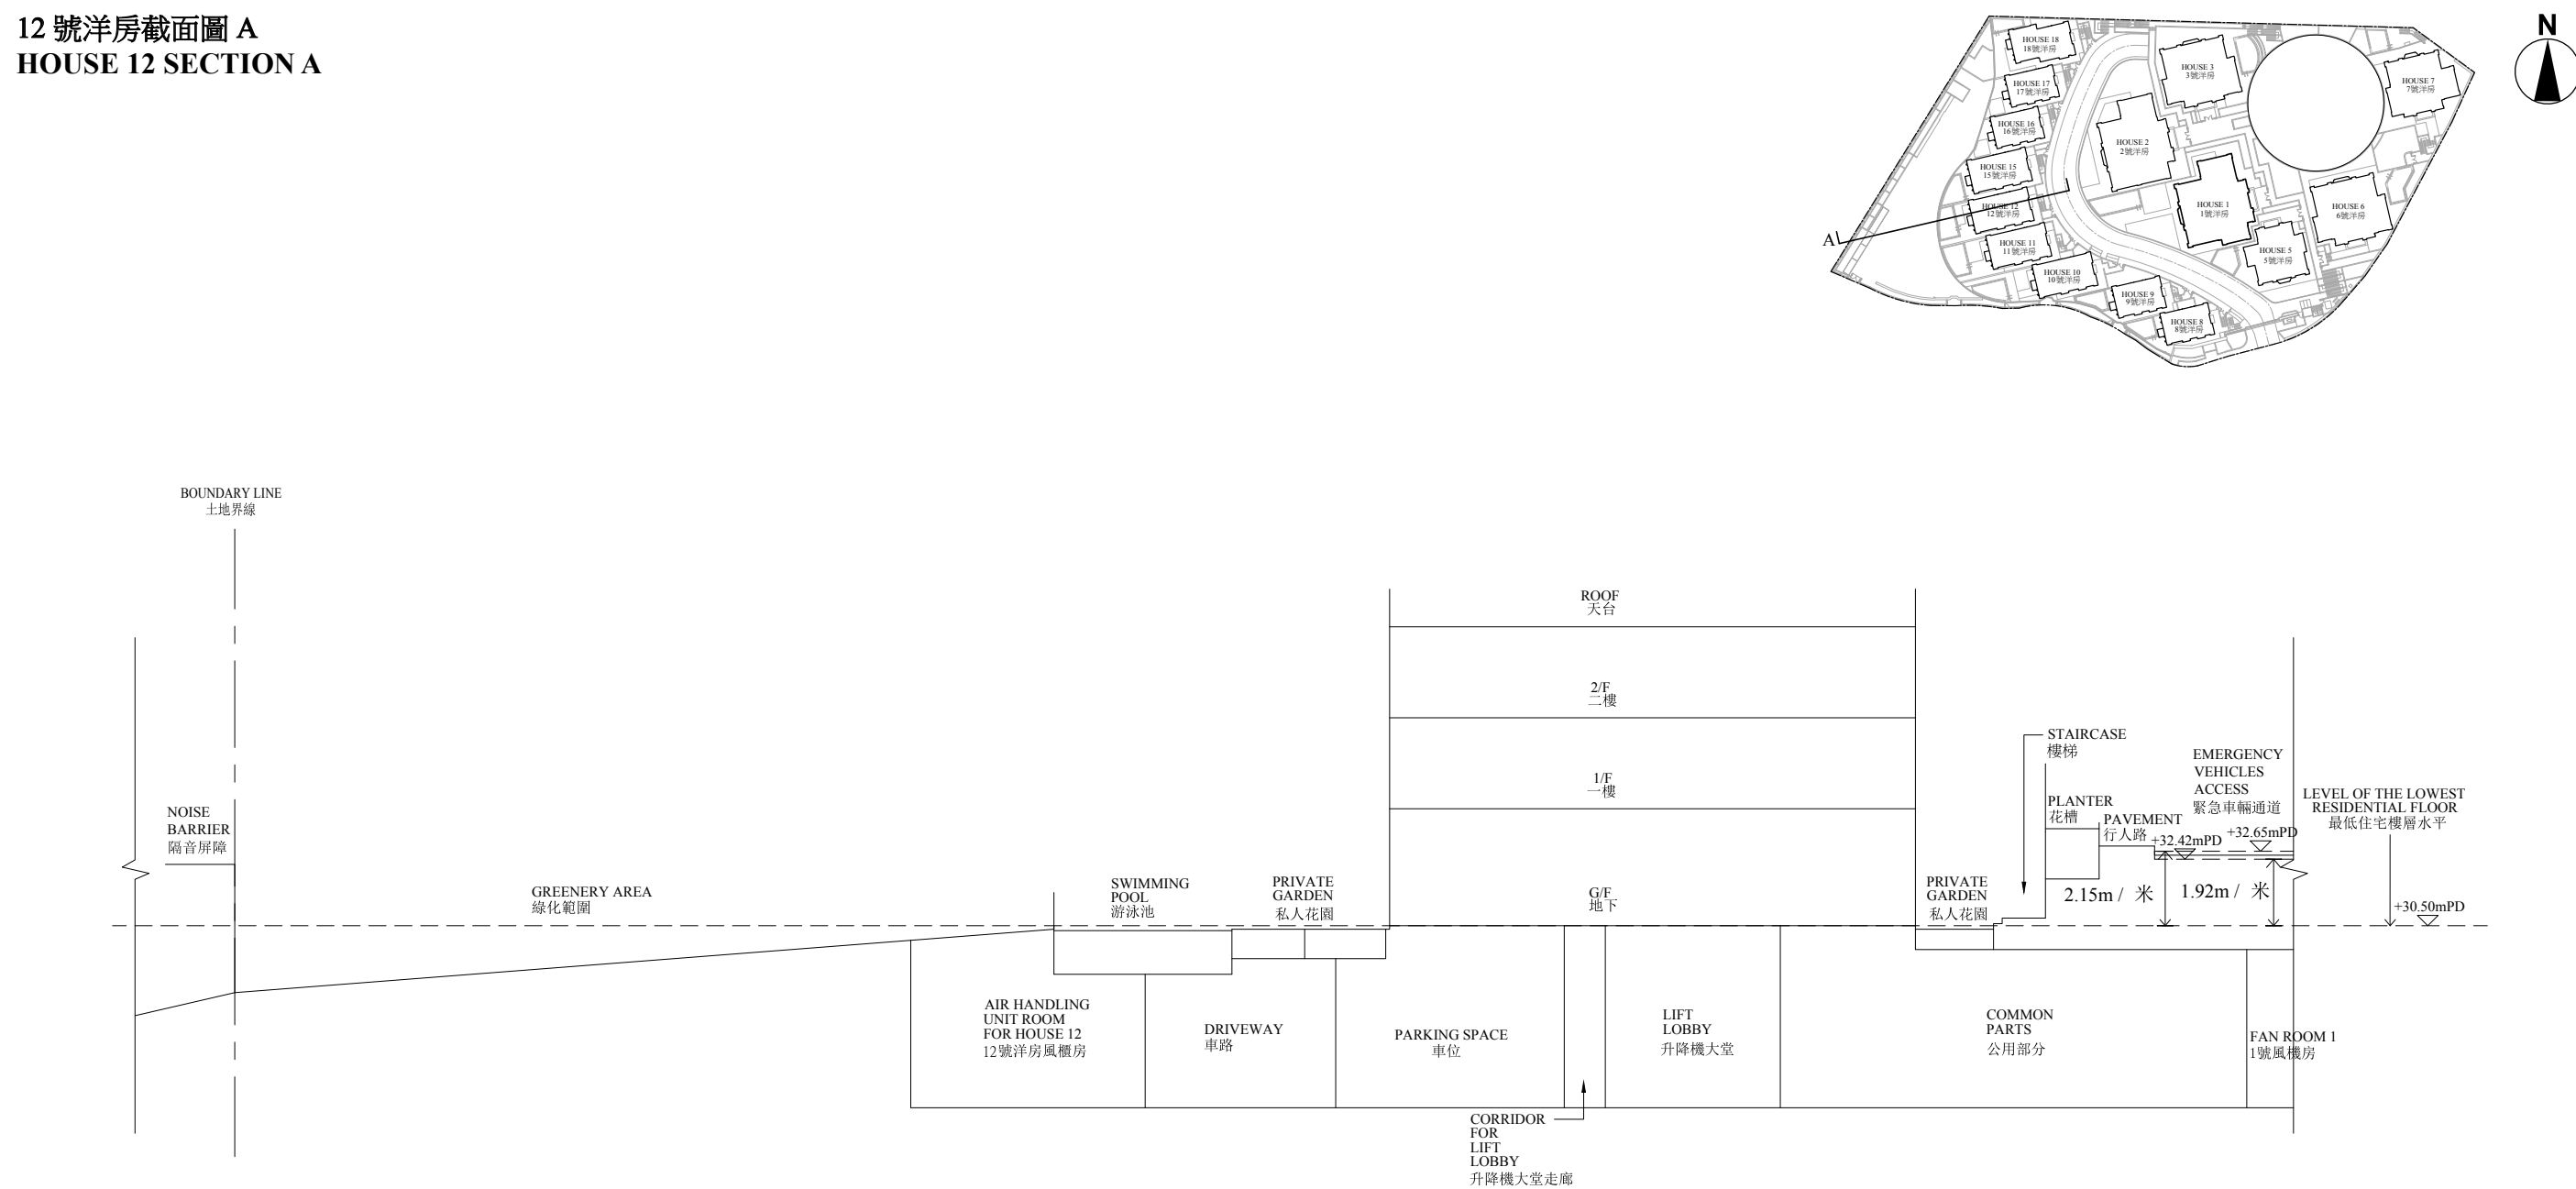 12 號洋房截面圖 A
HOUSE 12 SECTION A
N
HOUSE 18
18號洋房
HOUSE 17
17號洋房
HOUSE 16
16號洋房
HOUSE 15
15號洋房
HOUSE 12
12號洋房
HOUSE 11
11號洋房
HOUSE 10
10號洋房
HOUSE 9
9號洋房
HOUSE 8
8號洋房
HOUSE 3
3號洋房
HOUSE 2
2號洋房
HOUSE 1
1號洋房
HOUSE 7
7號洋房
HOUSE 6
6號洋房
HOUSE 5
5號洋房
A
BOUNDARY LINE
土地界線
NOISE
BARRIER
隔音屏障
GREENERY AREA
綠化範圍
SWIMMING
POOL
游泳池
PRIVATE
GARDEN
私人花園
ROOF
天台
2/F
二樓
1/F
一樓
G/F
地下
PRIVATE
GARDEN
私人花園
STAIRCASE
樓梯
PLANTER
花槽
PAVEMENT
行人路
EMERGENCY
VEHICLES
ACCESS
緊急車輛通道
+32.42mPD
+32.65mPD
2.15m / 米
1.92m / 米
LEVEL OF THE LOWEST
RESIDENTIAL FLOOR
最低住宅樓層水平
+30.50mPD
AIR HANDLING
UNIT ROOM
FOR HOUSE 12
12號洋房風櫃房
DRIVEWAY
車路
PARKING SPACE
車位
CORRIDOR
FOR
LIFT
LOBBY
升降機大堂走廊
LIFT
LOBBY
升降機大堂
COMMON
PARTS
公用部分
FAN ROOM 1
1號風機房